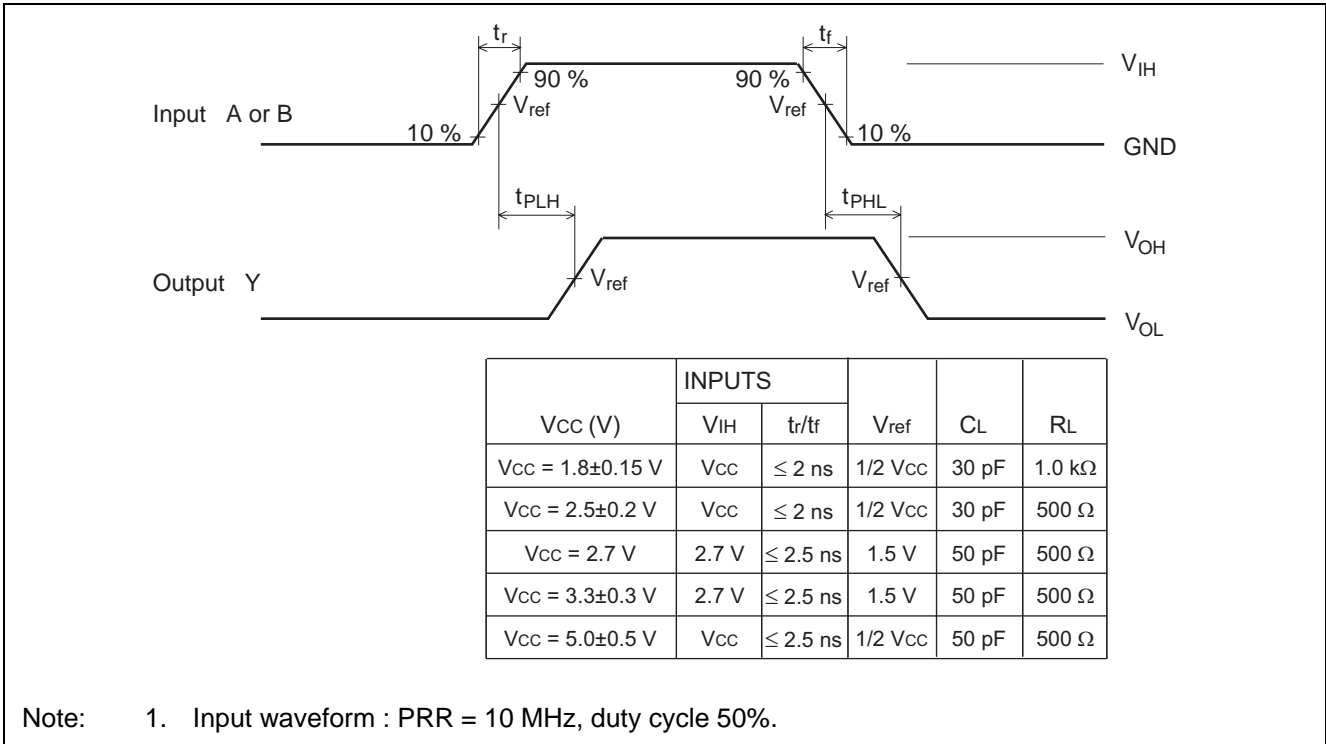 tr
tf
90 %
90 %
VIH
Input A or B
Vref
Vref
10 %
10 %
GND
tPLH
tPHL
VOH
Output Y
Vref
Vref
VOL
INPUTS
VCC (V)
VIH
tr/tf
Vref
CL
RL
VCC = 1.8±0.15 V VCC ≤ 2 ns 1/2 VCC 30 pF 1.0 kΩ
VCC = 2.5±0.2 V VCC ≤ 2 ns 1/2 VCC 30 pF 500 Ω
VCC = 2.7 V 2.7 V ≤ 2.5 ns 1.5 V 50 pF 500 Ω
VCC = 3.3±0.3 V 2.7 V ≤ 2.5 ns 1.5 V 50 pF 500 Ω
VCC = 5.0±0.5 V VCC ≤ 2.5 ns 1/2 VCC 50 pF 500 Ω
Note: 1. Input waveform : PRR = 10 MHz, duty cycle 50%.